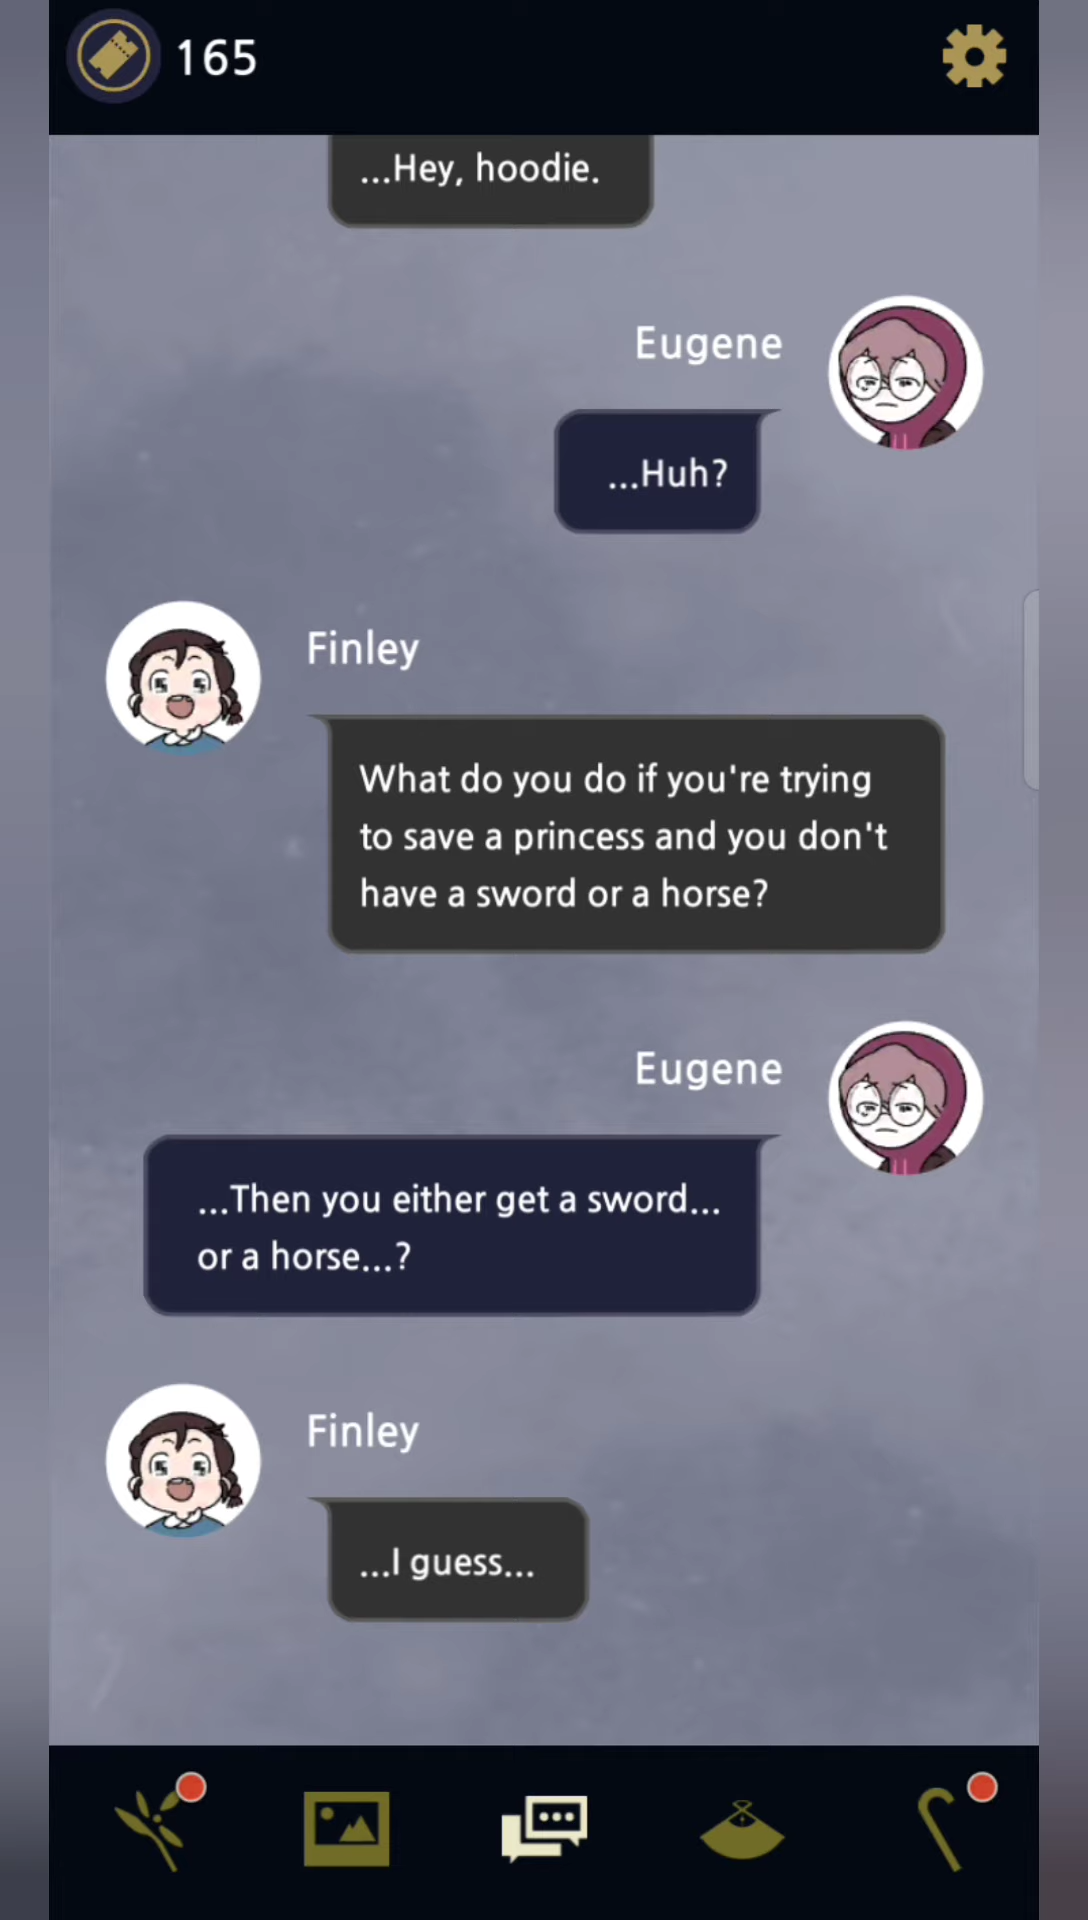 165
...Hey, hoodie.
Eugene
...Huh?
Finley
What do you do if you're trying
to save a princess and you don't
have a sword or a horse?
Eugene
...Then you either get a sword...
or a horse...?
Finley
...I guess...